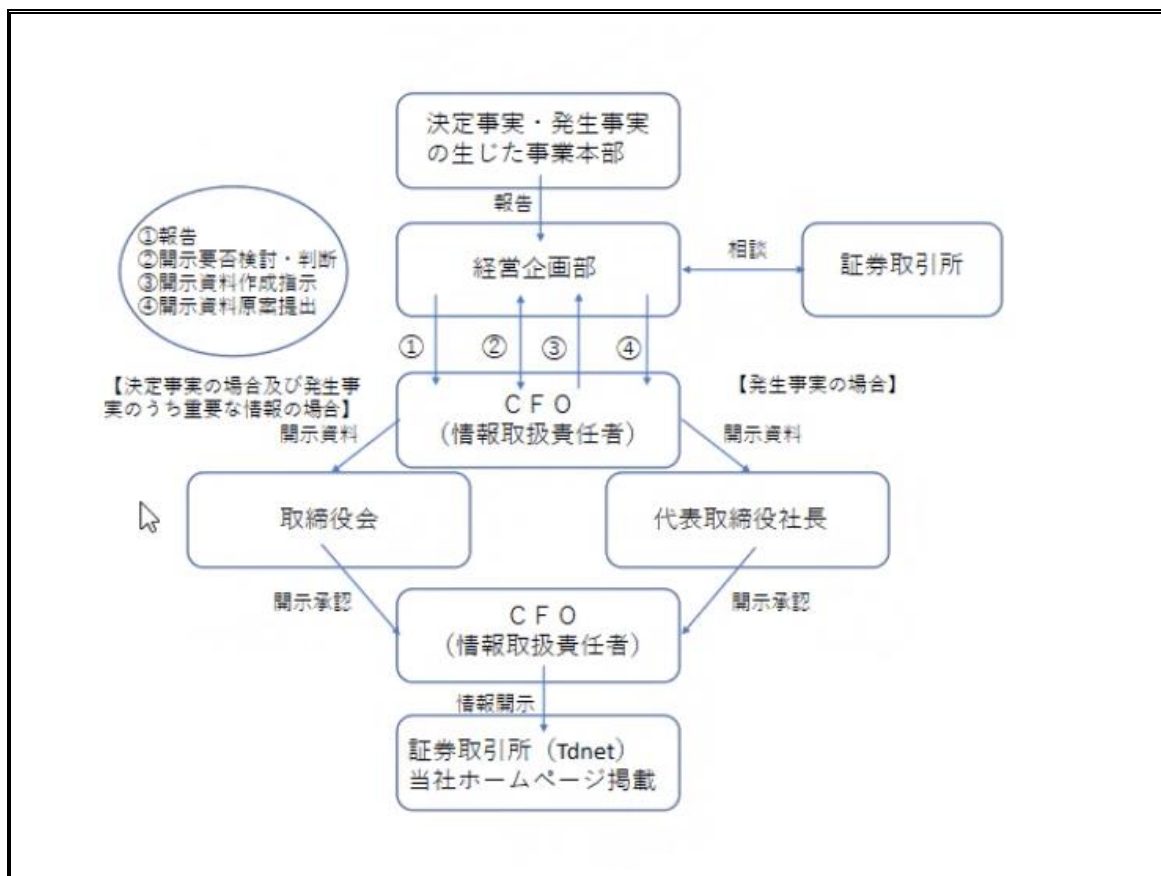 決定事実・発生事実
の生じた事業本部
報告
①報告
②開示要否検討・判断
③開示資料作成指示
④開示資料原案提出
経営企画部
相談
証券取引所
①
②
③
④
【決定事実の場合及び発生事
実のうち重要な情報の場合】
【発生事実の場合】
ＣＦＯ
（情報取扱責任者）
開示資料
開示資料
取締役会
代表取締役社長
開示承認
開示承認
ＣＦＯ
（情報取扱責任者）
情報開示
証券取引所（Tdnet）
当社ホームページ掲載